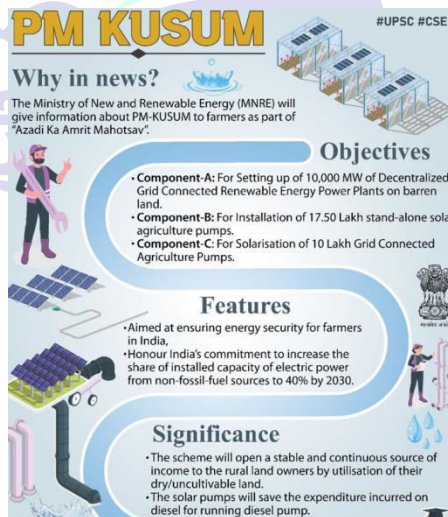 PM KUSUM
#UPSC #CSE
Why in news?
The Ministry of New and Renewable Energy (MNRE) will
give information about PM-KUSUM to farmers as part of
"Azadi Ka Amrit Mahotsav".
Objectives
• Component-A: For Setting up of 10,000 MW of Decentralized
Grid Connected Renewable Energy Power Plants on barren
land.
• Component-B: For Installation of 17.50 Lakh stand-alone sola
agriculture pumps.
• Component-C: For Solarisation of 10 Lakh Grid Connected
Agriculture Pumps.
Features
• Aimed at ensuring energy security for farmers
in India,
• Honour India's commitment to increase the
share of installed capacity of electric power
from non-fossil-fuel sources to 40% by 2030.
Significance
• The scheme will open a stable and continuous source of
income to the rural land owners by utilisation of their
dry/uncultivable land.
• The solar pumps will save the expenditure incurred on
diesel for running diesel pump.